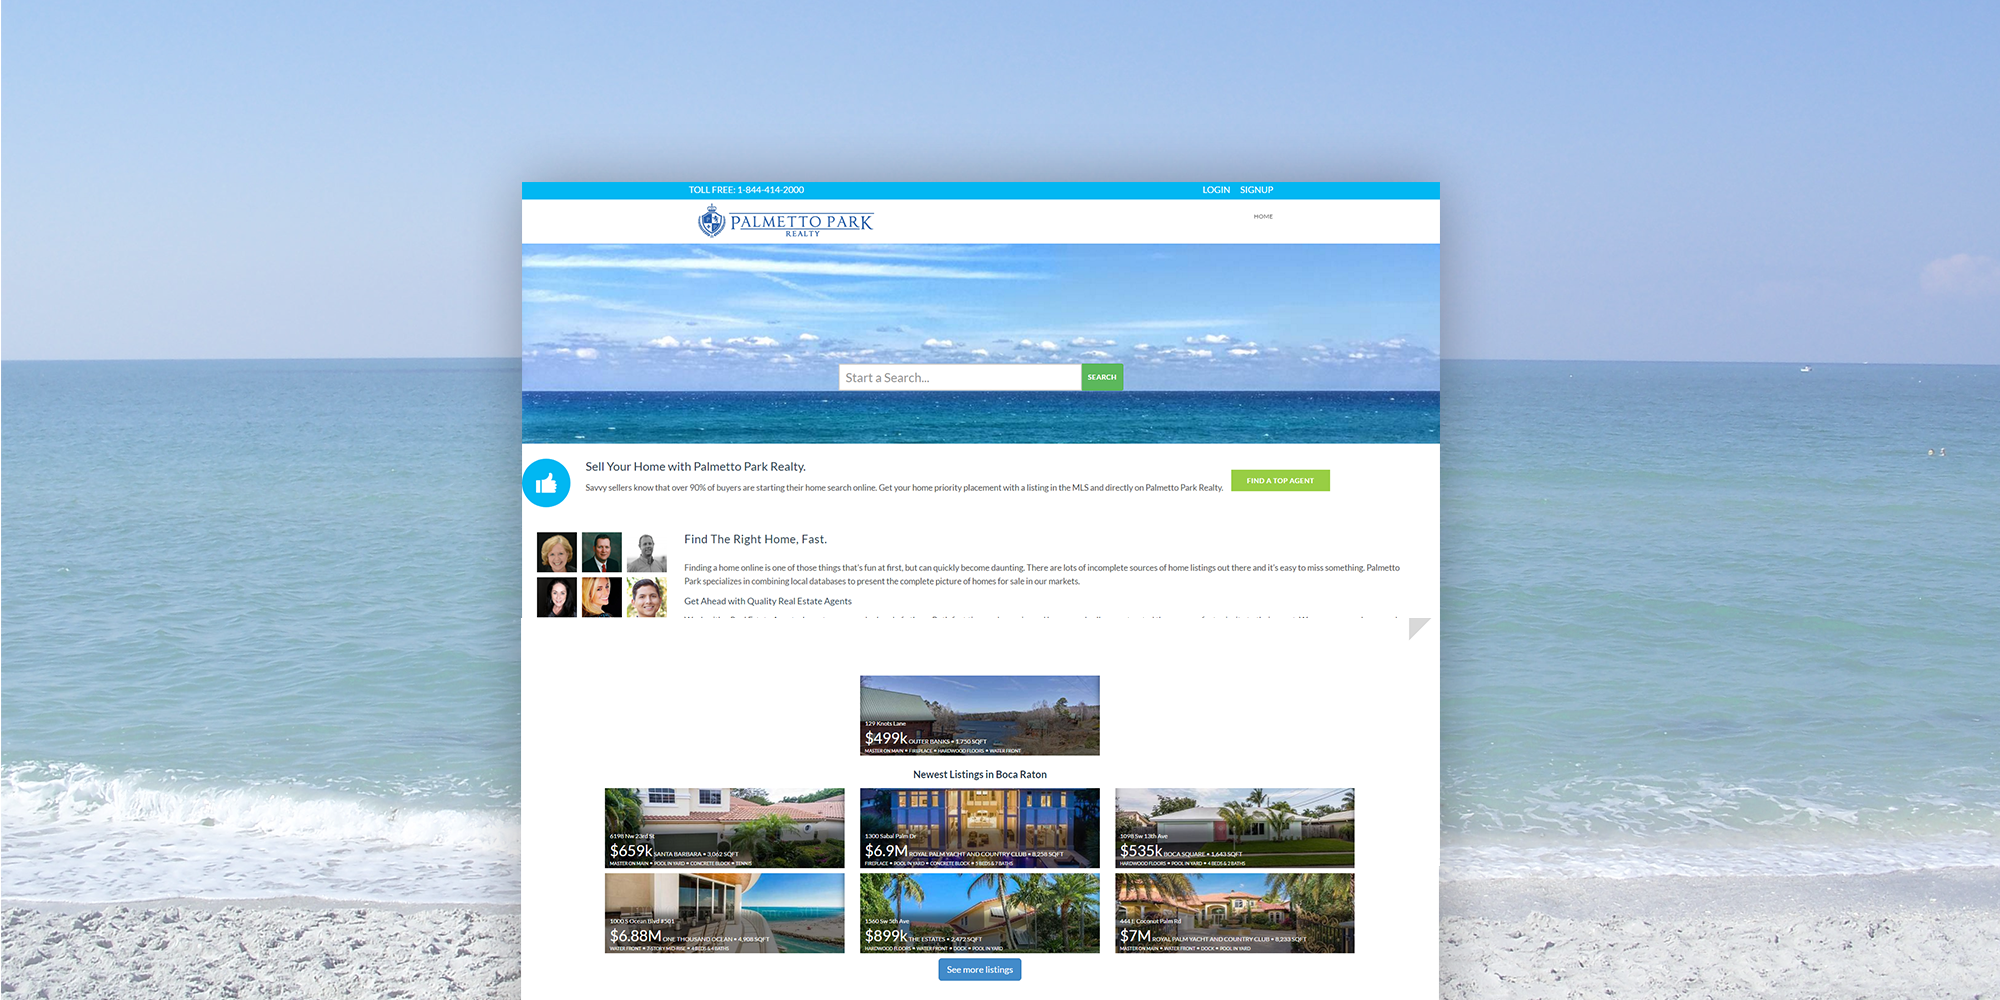 TOLL FREE: 1-844-414-2000
LOGIN SIGNUP
PALMETTO PARK
REALTY
HOME
Start a Search...
SEARCH
Sell Your Home with Palmetto Park Realty.
Savvy sellers know that over 90% of buyers are starting their home search online. Get your home priority placement with a listing in the MLS and directly on Palmetto Park Realty.
FIND A TOP AGENT
Find The Right Home, Fast.
Finding a home online is one of those things that's fun at first, but can quickly become daunting. There are lots of incomplete sources of home listings out there and it's easy to miss something. Palmetto
Park specializes in combining local databases to present the complete picture of homes for sale in our markets.
Get Ahead with Quality Real Estate Agents
129 Knots Lane
$499k OUTER BANKS • 1,750 SQFT
MASTER ON MAIN • FIREPLACE • HARDWOOD FLOORS • WATER FRONT
Newest Listings in Boca Raton
6198 Nw 23rd St
$659k SANTA BARBARA • 3,062 SQFT
MASTER ON MAIN • POOL IN YARD • CONCRETE BLOCK • TENNIS
1300 Sabal Palm Dr
$6.9M ROYAL PALM YACHT AND COUNTRY CLUB • 8,258 SQFT
FIREPLACE • POOL IN YARD • CONCRETE BLOCK • 5 BEDS & 7 BATHS
1098 Sw 13th Ave
$535k BOCA SQUARE • 1,643 SQFT
HARDWOOD FLOORS • POOL IN YARD • 4 BEDS & 2 BATHS
1000 S Ocean Blvd #501
$6.88M ONE THOUSAND OCEAN • 4,908 SQFT
WATER FRONT • 7 STORY MID-RISE • 4 BEDS & 4 BATHS
1560 Sw 5th Ave
$899k THE ESTATES • 2,472 SQFT
HARDWOOD FLOORS • WATER FRONT • DOCK • POOL IN YARD
4441 Coconut Palm Rd
$7M ROYAL PALM YACHT AND COUNTRY CLUB • 8,233 SQFT
MASTER ON MAIN • WATER FRONT • DOCK • POOL IN YARD
See more listings